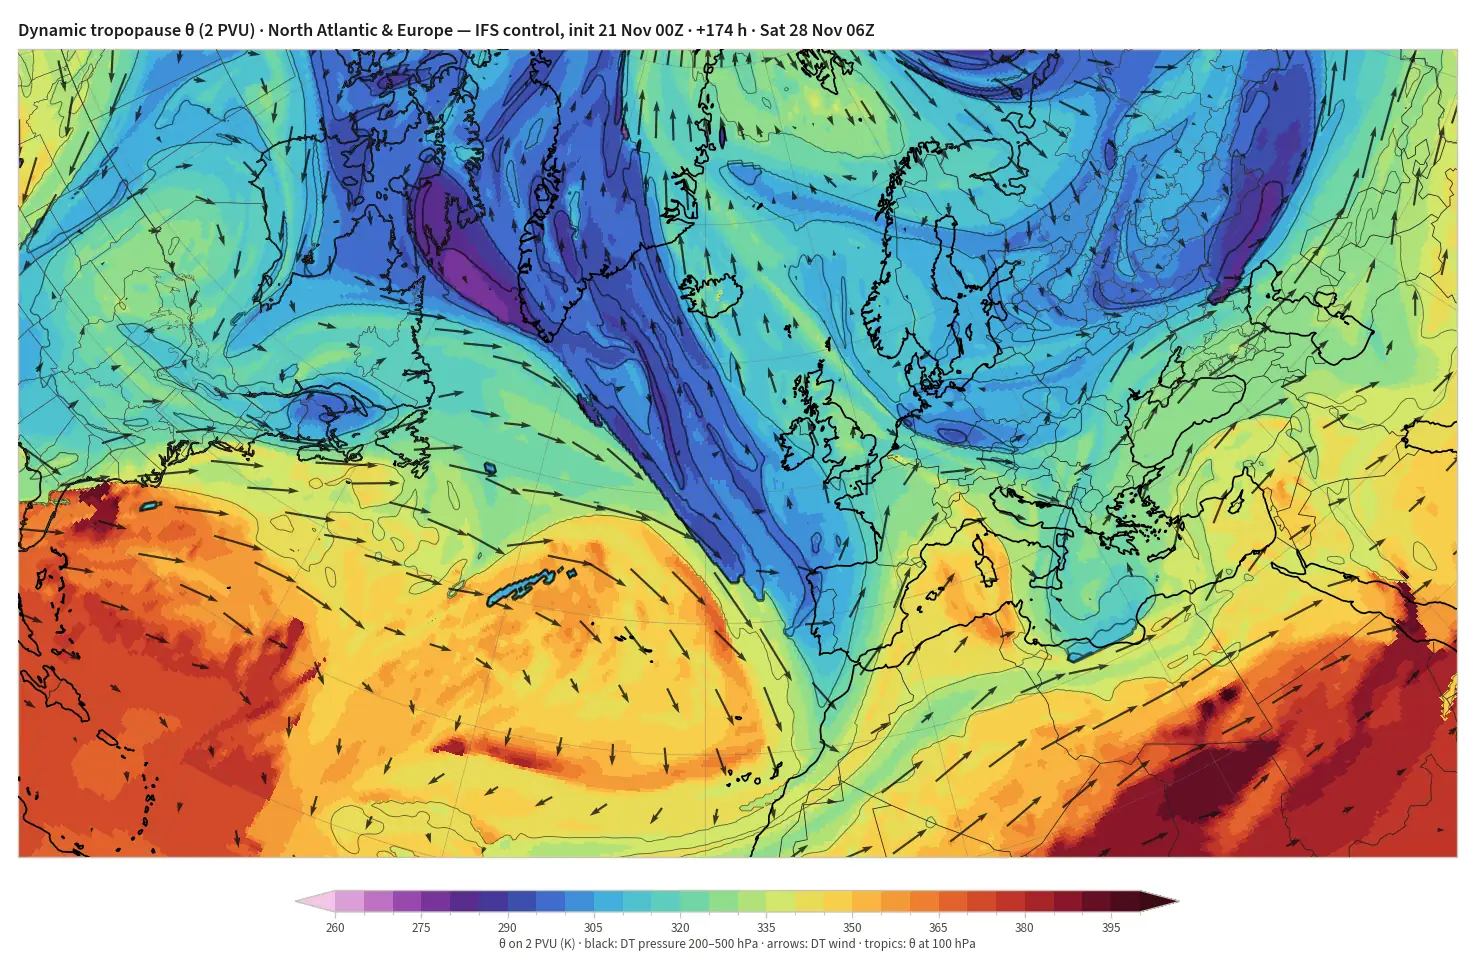 Dynamic tropopause θ (2 PVU) · North Atlantic & Europe — IFS control, init 21 Nov 00Z · +174 h · Sat 28 Nov 06Z
260 275 290 305 320 335 350 365 380 395
θ on 2 PVU (K) · black: DT pressure 200–500 hPa · arrows: DT wind · tropics: θ at 100 hPa